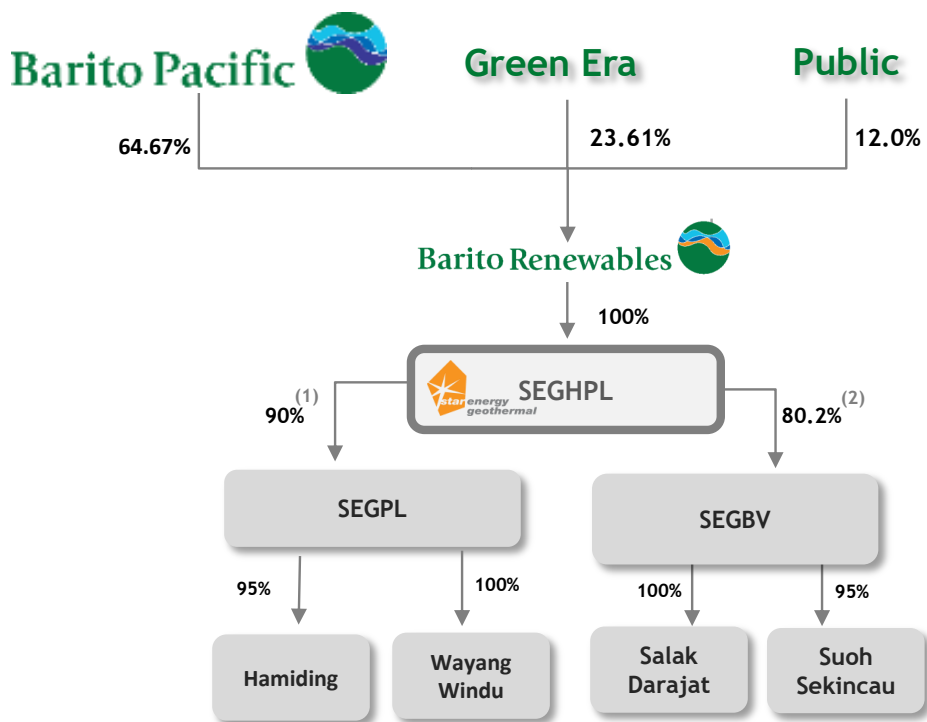 Barito Pacific
Green Era
Public
64.67%
23.61%
12.0%
Barito Renewables
100%
star energy
geothermal
SEGHPL
90%(1)
80.2%(2)
SEGPL
SEGBV
95%
100%
100%
95%
Hamiding
Wayang
Windu
Salak
Darajat
Suoh
Sekincau